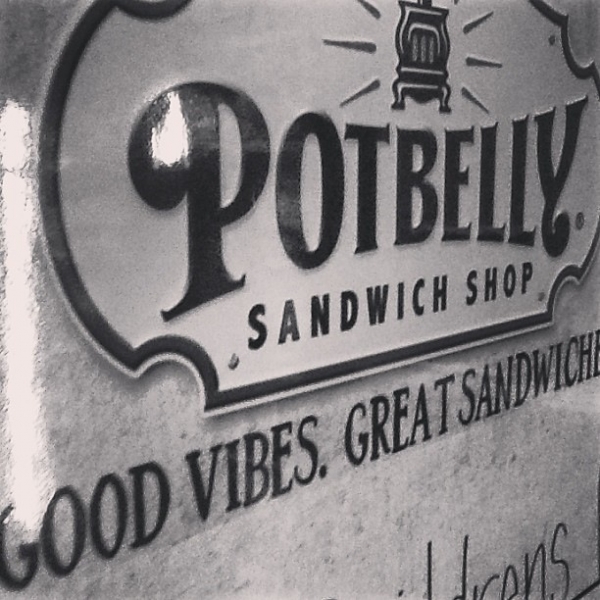 POTBELLY®
SANDWICH SHOP
GOOD VIBES. GREAT SANDWICHE